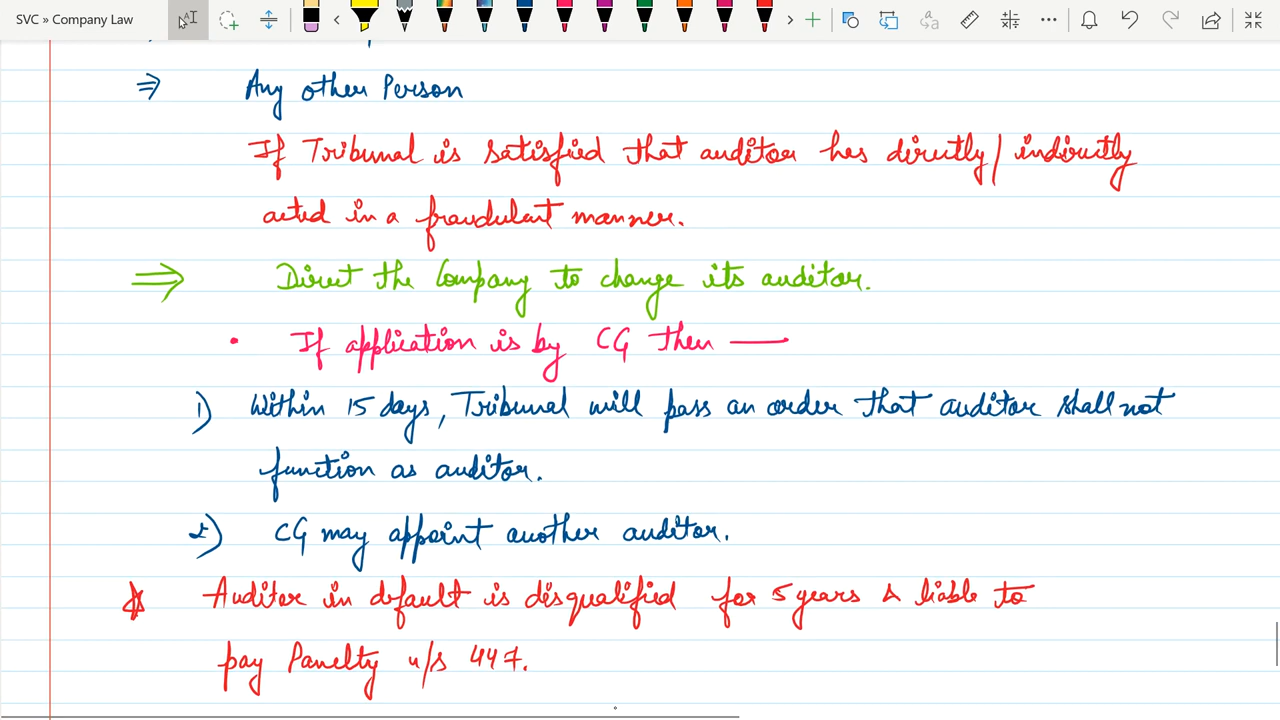 SVC » Company Law
⇒ Any other Person
If Tribunal is satisfied that auditor has directly/indirectly
acted in a fraudulant manner.
⇒ Direct the Company to change its auditor.
• If application is by CG then —
1) Within 15 days, Tribunal will pass an order that auditor shall not
function as auditor.
2) CG may appoint another auditor.
☆ Auditor in default is disqualified for 5 years & liable to
pay Panelty u/s 447.